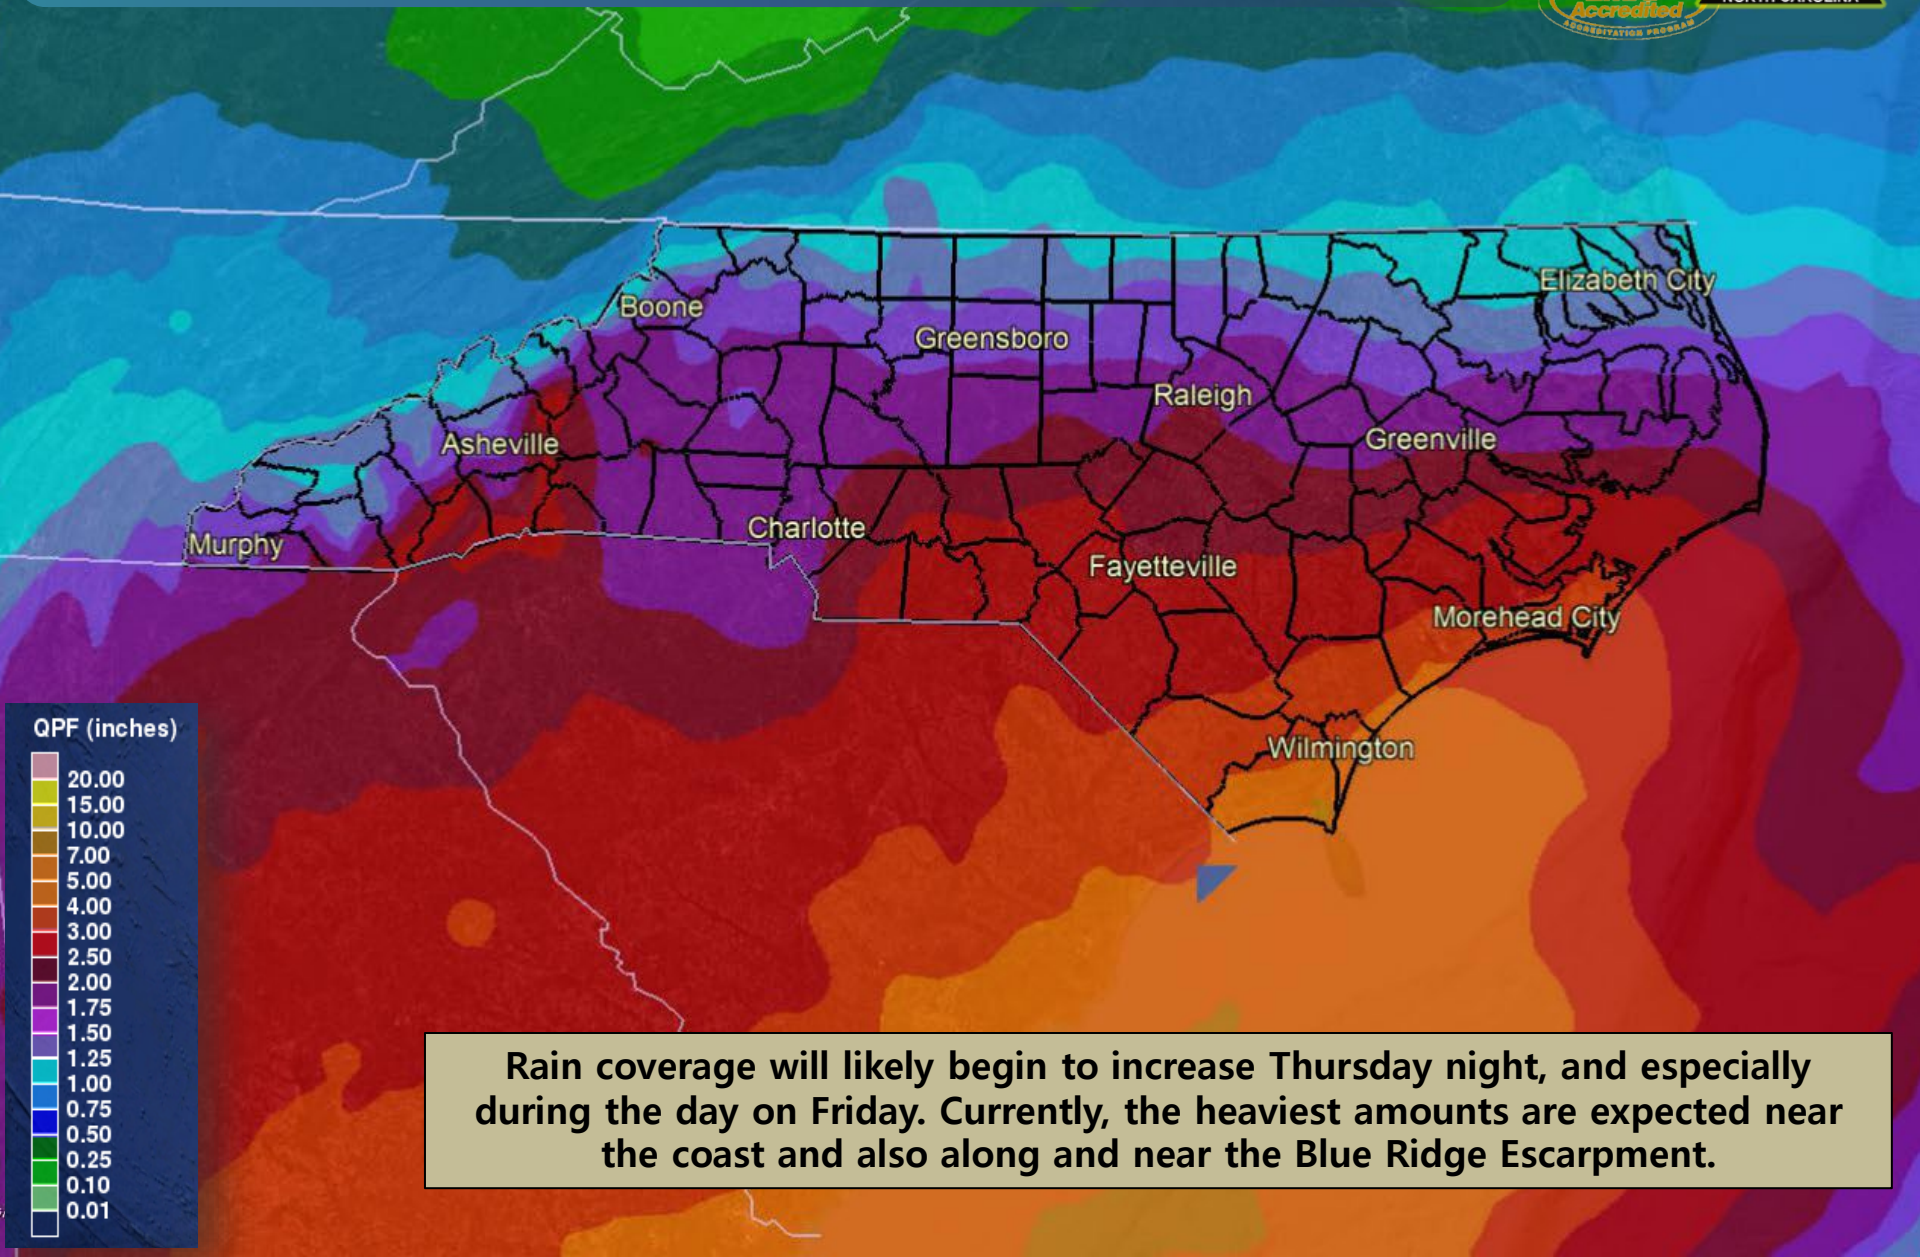 Accredited
ACCREDITATION PROGRAM
NORTH CAROLINA
Boone
Elizabeth City
Greensboro
Raleigh
Asheville
Greenville
Charlotte
Murphy
Fayetteville
Morehead City
Wilmington
QPF (inches)
20.00
15.00
10.00
7.00
5.00
4.00
3.00
2.50
2.00
1.75
1.50
1.25
1.00
0.75
0.50
0.25
0.10
0.01
Rain coverage will likely begin to increase Thursday night, and especially
during the day on Friday. Currently, the heaviest amounts are expected near
the coast and also along and near the Blue Ridge Escarpment.